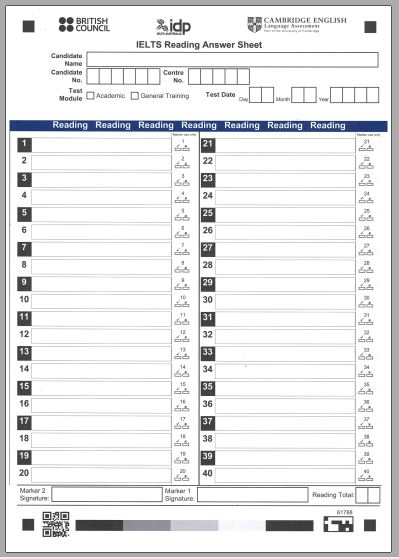 BRITISH COUNCIL
idp
IELTS AUSTRALIA
CAMBRIDGE ENGLISH
Language Assessment
Part of the University of Cambridge
IELTS Reading Answer Sheet
Candidate Name
Candidate No.
Centre No.
Test Module
Academic
General Training
Test Date
Day
Month
Year
Reading Reading Reading Reading Reading Reading Reading
Marker use only Marker use only
1 1 21 21
2 2 22 22
3 3 23 23
4 4 24 24
5 5 25 25
6 6 26 26
7 7 27 27
8 8 28 28
9 9 29 29
10 10 30 30
11 11 31 31
12 12 32 32
13 13 33 33
14 14 34 34
15 15 35 35
16 16 36 36
17 17 37 37
18 18 38 38
19 19 39 39
20 20 40 40
Marker 2 Signature:
Marker 1 Signature:
Reading Total:
61788